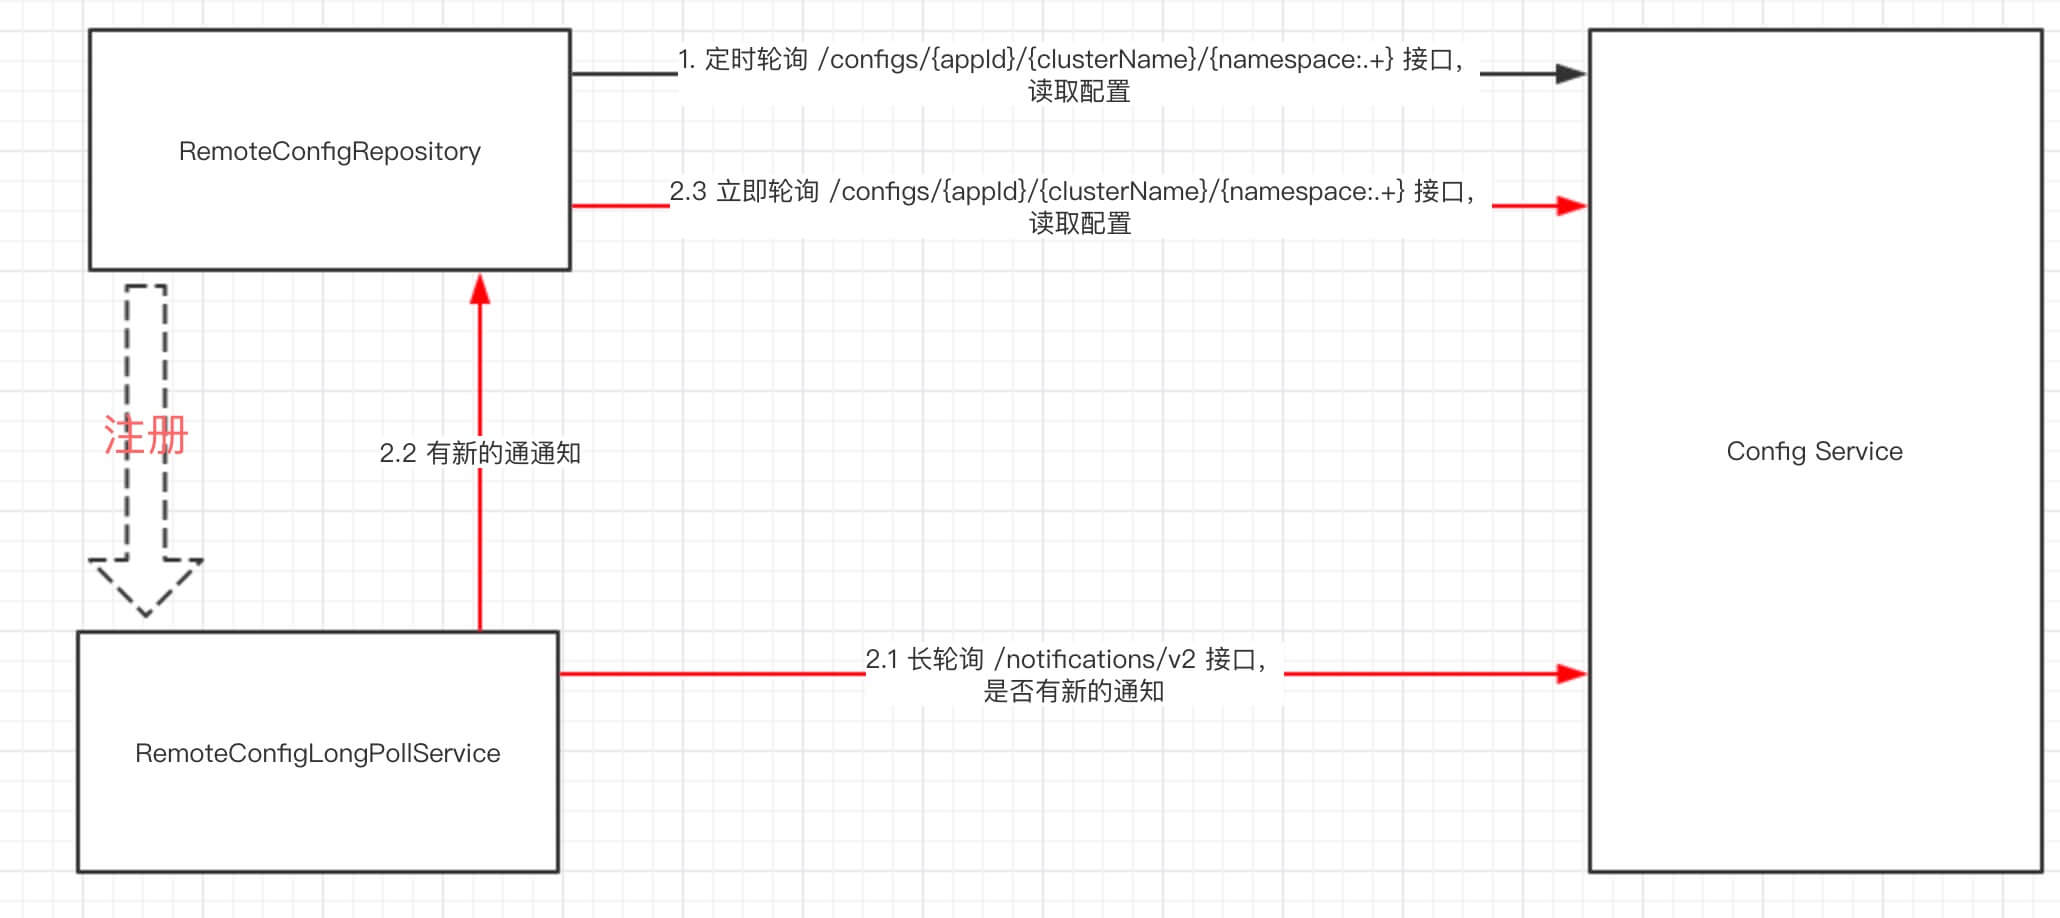 1. 定时轮询 /configs/{appId}/{clusterName}/{namespace:.+} 接口，
读取配置
RemoteConfigRepository
2.3 立即轮询 /configs/{appId}/{clusterName}/{namespace:.+} 接口，
读取配置
注册
2.2 有新的通通知
Config Service
2.1 长轮询 /notifications/v2 接口，
是否有新的通知
RemoteConfigLongPollService